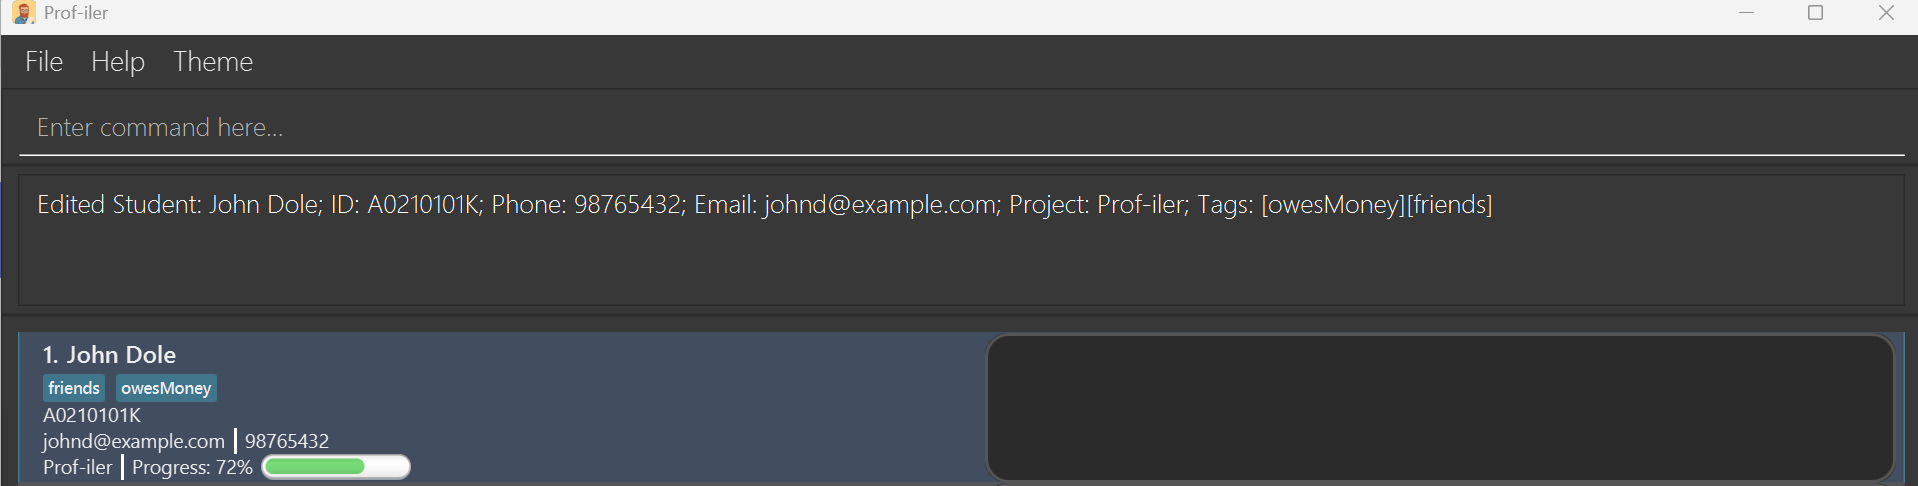 Prof-iler
File Help Theme
Enter command here...
Edited Student: John Dole; ID: A0210101K; Phone: 98765432; Email: johnd@example.com; Project: Prof-iler; Tags: [owesMoney][friends]
1. John Dole
friends owesMoney
A0210101K
johnd@example.com | 98765432
Prof-iler | Progress: 72%